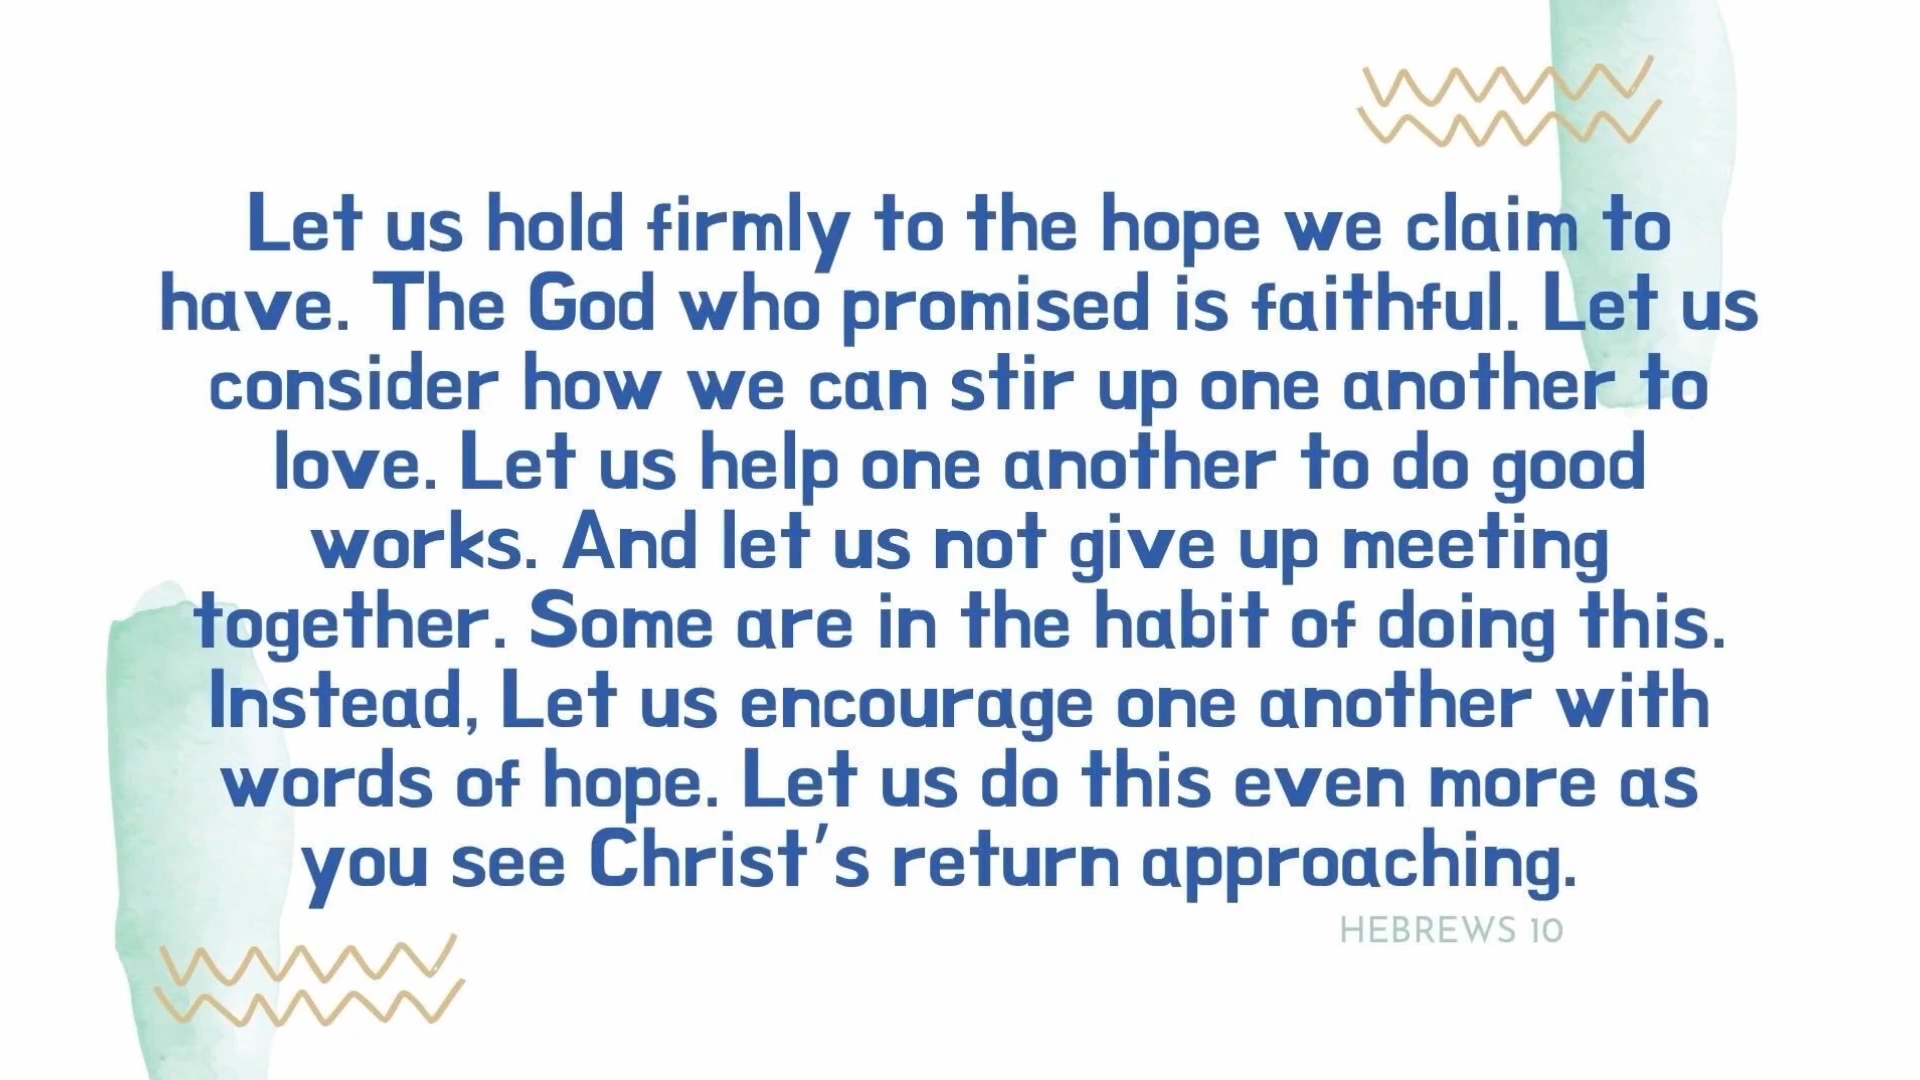 Let us hold firmly to the hope we claim to
have. The God who promised is faithful. Let us
consider how we can stir up one another to
love. Let us help one another to do good
works. And let us not give up meeting
together. Some are in the habit of doing this.
Instead, Let us encourage one another with
words of hope. Let us do this even more as
you see Christ's return approaching.
HEBREWS 10